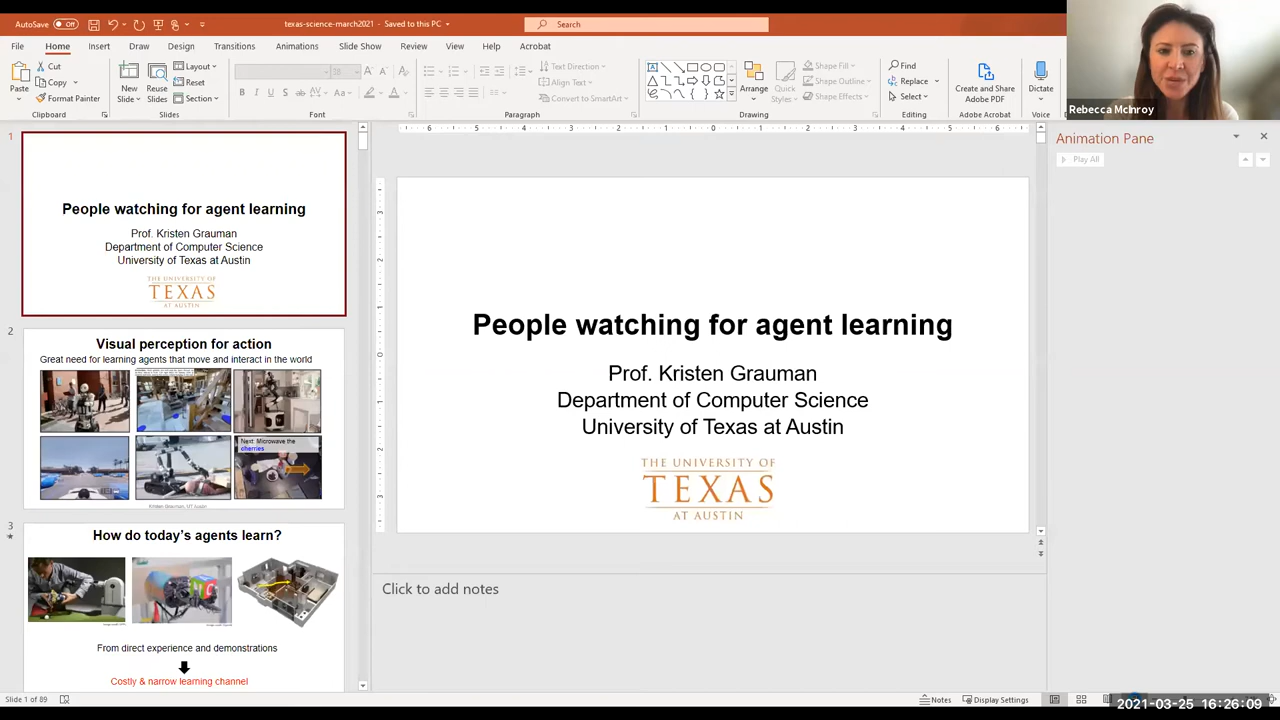 AutoSave
Off
texas-science-march2021 - Saved to this PC
Search
File
Home
Insert
Draw
Design
Transitions
Animations
Slide Show
Review
View
Help
Acrobat
Paste
Cut
Copy
Format Painter
Clipboard
New Slide
Reuse Slides
Layout
Reset
Section
Slides
Font
Text Direction
Align Text
Convert to SmartArt
Paragraph
Arrange
Quick Styles
Shape Fill
Shape Outline
Shape Effects
Drawing
Find
Replace
Select
Editing
Create and Share Adobe PDF
Adobe Acrobat
Dictate
Voice
Rebecca McInroy
1
People watching for agent learning
Prof. Kristen Grauman
Department of Computer Science
University of Texas at Austin
THE UNIVERSITY OF
TEXAS
AT AUSTIN
2
Visual perception for action
Great need for learning agents that move and interact in the world
Next: Microwave the
cherries
Kristen Grauman, UT Austin
3
How do today's agents learn?
From direct experience and demonstrations
Costly & narrow learning channel
People watching for agent learning
Prof. Kristen Grauman
Department of Computer Science
University of Texas at Austin
THE UNIVERSITY OF
TEXAS
AT AUSTIN
Click to add notes
Animation Pane
Play All
Slide 1 of 89
Notes
Display Settings
2021-03-25 16:26:09